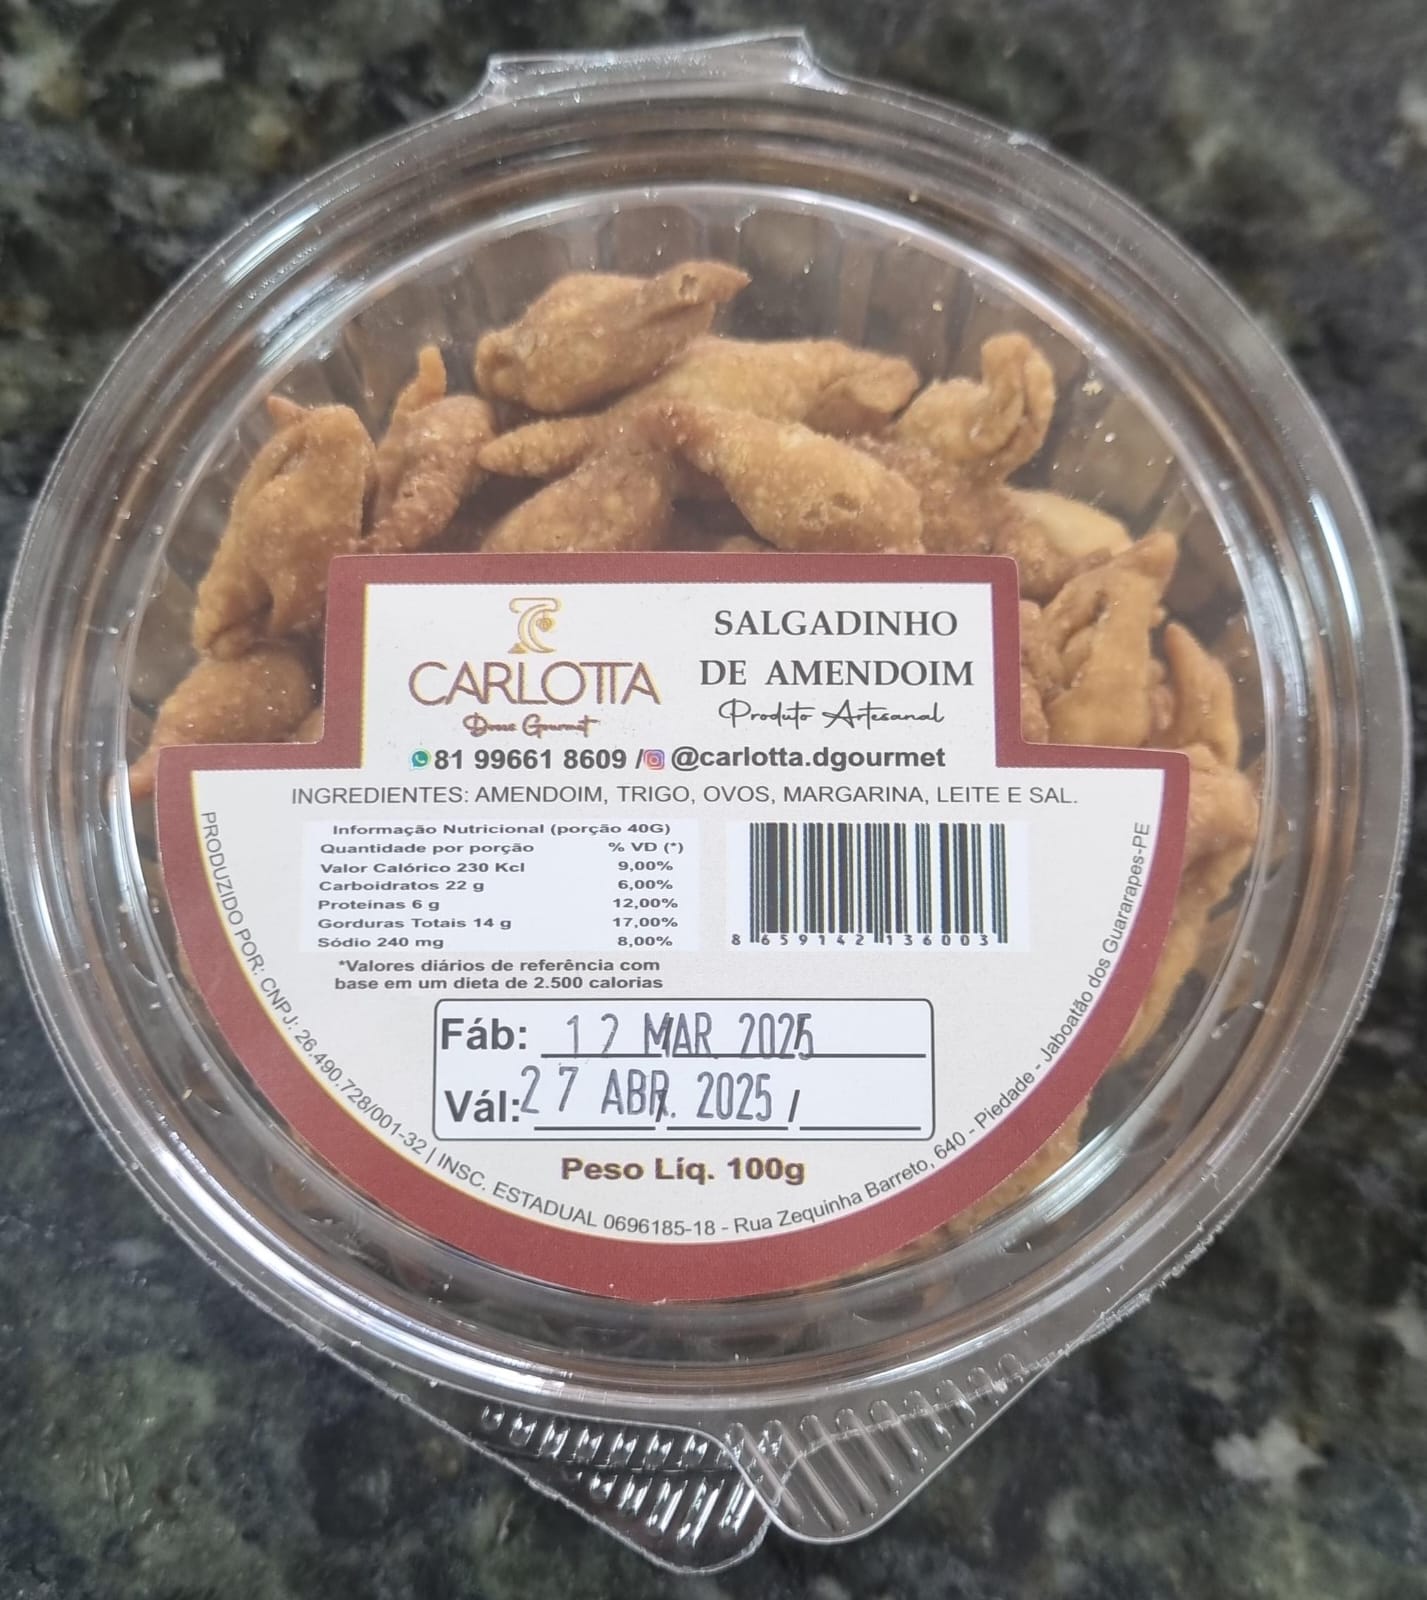 CARLOTTA
SALGADINHO
DE AMENDOIM
Produto Artesanal
Gourmet
81 99661 8609 / @carlotta.dgourmet
INGREDIENTES: AMENDOIM, TRIGO, OVOS, MARGARINA, LEITE E SAL.
Informação Nutricional (porção 40G)
Quantidade por porção % VD (*)
Valor Calórico 230 Kcl 9,00%
Carboidratos 22 g 6,00%
Proteínas 6 g 12,00%
Gorduras Totais 14 g 17,00%
Sódio 240 mg 8,00%
*Valores diários de referência com
base em um dieta de 2.500 calorias
8 659142 136003
Fáb: 12 MAR 2025
Vál: 27 ABR. 2025 /
Peso Líq. 100g
PRODUZIDO POR: CNPJ: 26.490.728/001-32 | INSC. ESTADUAL 0696185-18 - Rua Zequinha Barreto, 640 - Piedade - Jaboatão dos Guararapes-PE